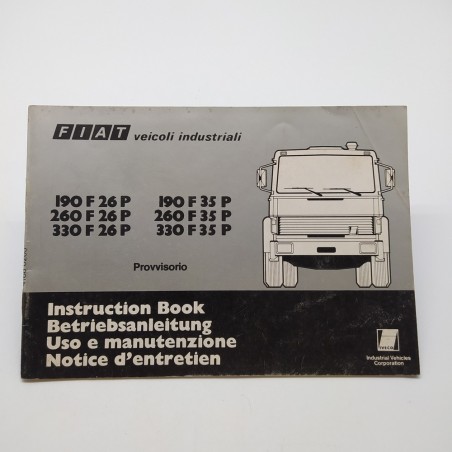 FIAT veicoli industriali
190 F 26 P 190 F 35 P
260 F 26 P 260 F 35 P
330 F 26 P 330 F 35 P
Provvisorio
Instruction Book
Betriebsanleitung
Uso e manutenzione
Notice d'entretien
IVECO
Industrial Vehicles
Corporation